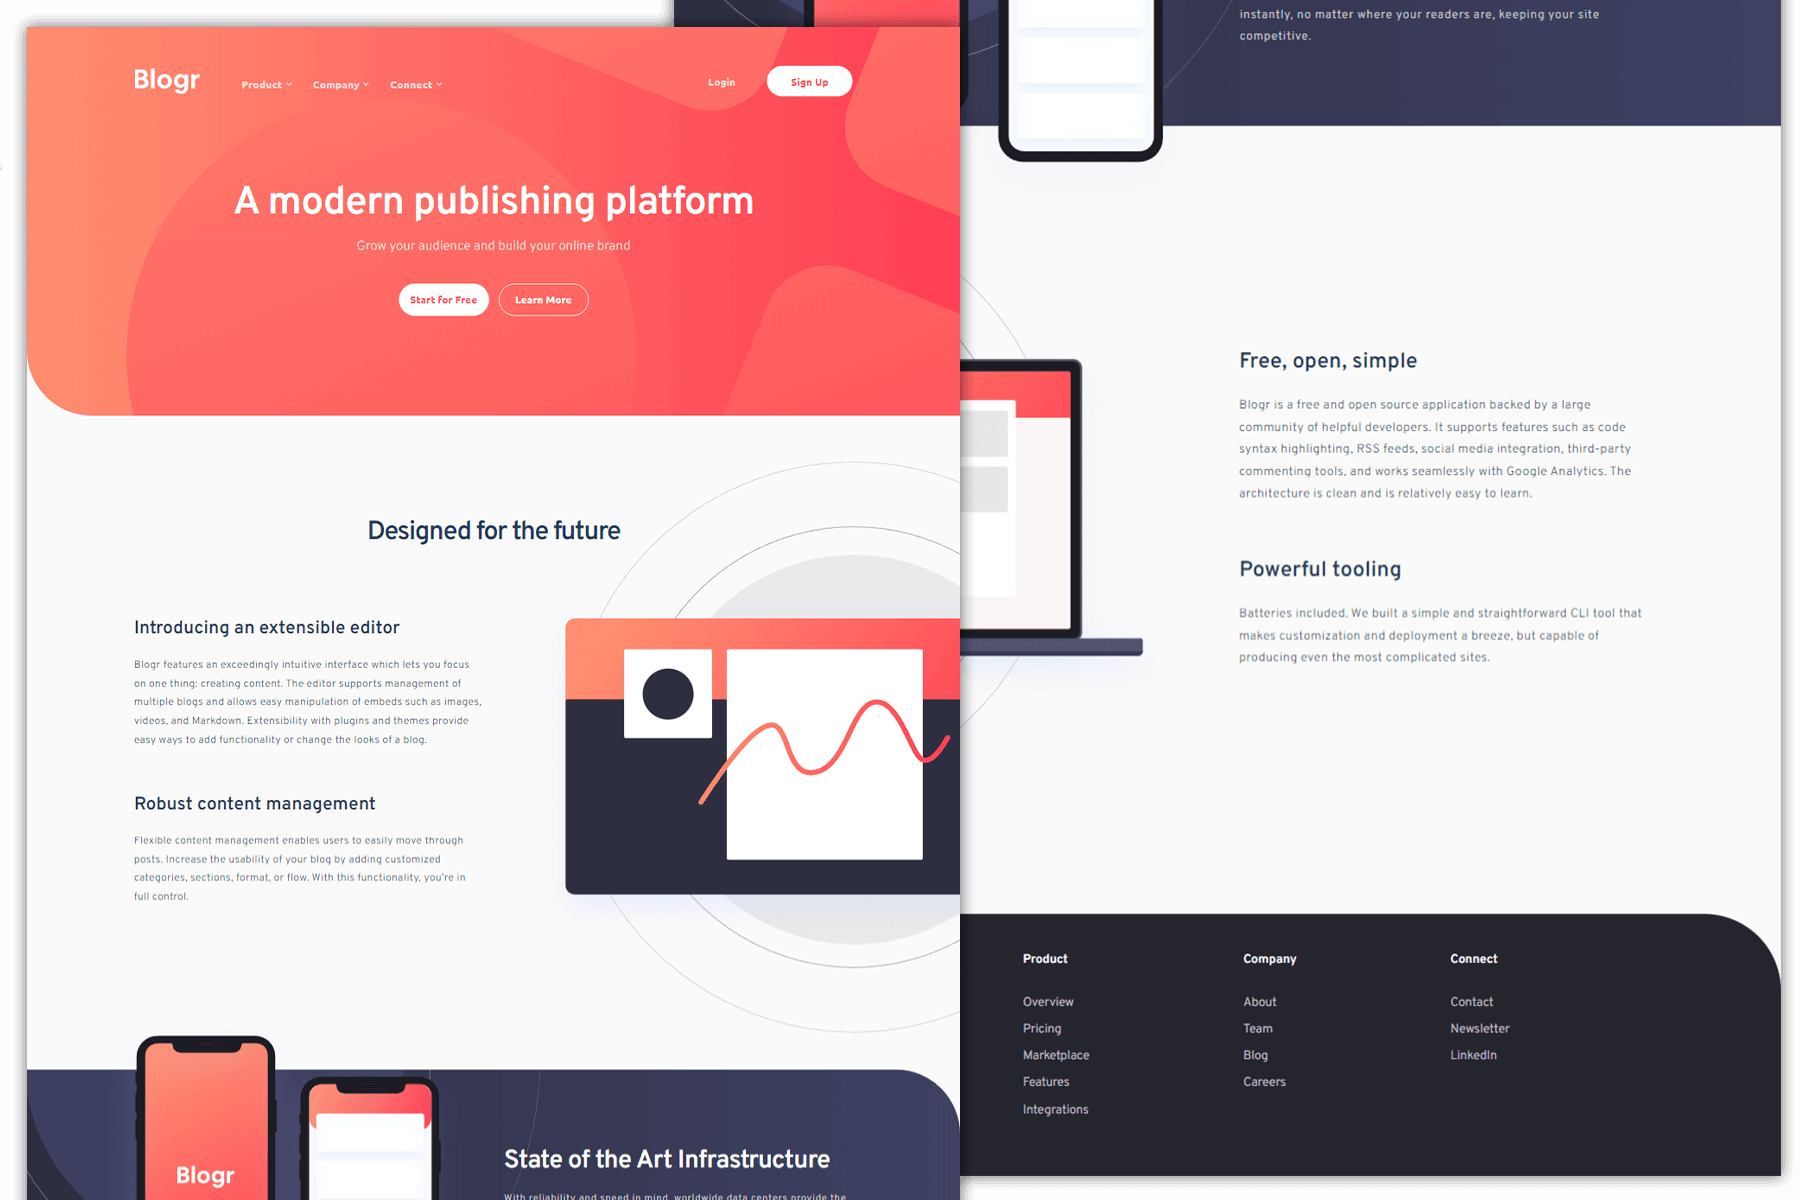 Blogr
Product
Company
Connect
Login
Sign Up
A modern publishing platform
Grow your audience and build your online brand
Start for Free
Learn More
Designed for the future
Introducing an extensible editor
Blogr features an exceedingly intuitive interface which lets you focus
on one thing: creating content. The editor supports management of
multiple blogs and allows easy manipulation of embeds such as images,
videos, and Markdown. Extensibility with plugins and themes provide
easy ways to add functionality or change the looks of a blog.
Robust content management
Flexible content management enables users to easily move through
posts. Increase the usability of your blog by adding customized
categories, sections, format, or flow. With this functionality, you're in
full control.
Blogr
State of the Art Infrastructure
With reliability and speed in mind, worldwide data centers provide the
instantly, no matter where your readers are, keeping your site
competitive.
Free, open, simple
Blogr is a free and open source application backed by a large
community of helpful developers. It supports features such as code
syntax highlighting, RSS feeds, social media integration, third-party
commenting tools, and works seamlessly with Google Analytics. The
architecture is clean and is relatively easy to learn.
Powerful tooling
Batteries included. We built a simple and straightforward CLI tool that
makes customization and deployment a breeze, but capable of
producing even the most complicated sites.
Product
Overview
Pricing
Marketplace
Features
Integrations
Company
About
Team
Blog
Careers
Connect
Contact
Newsletter
LinkedIn